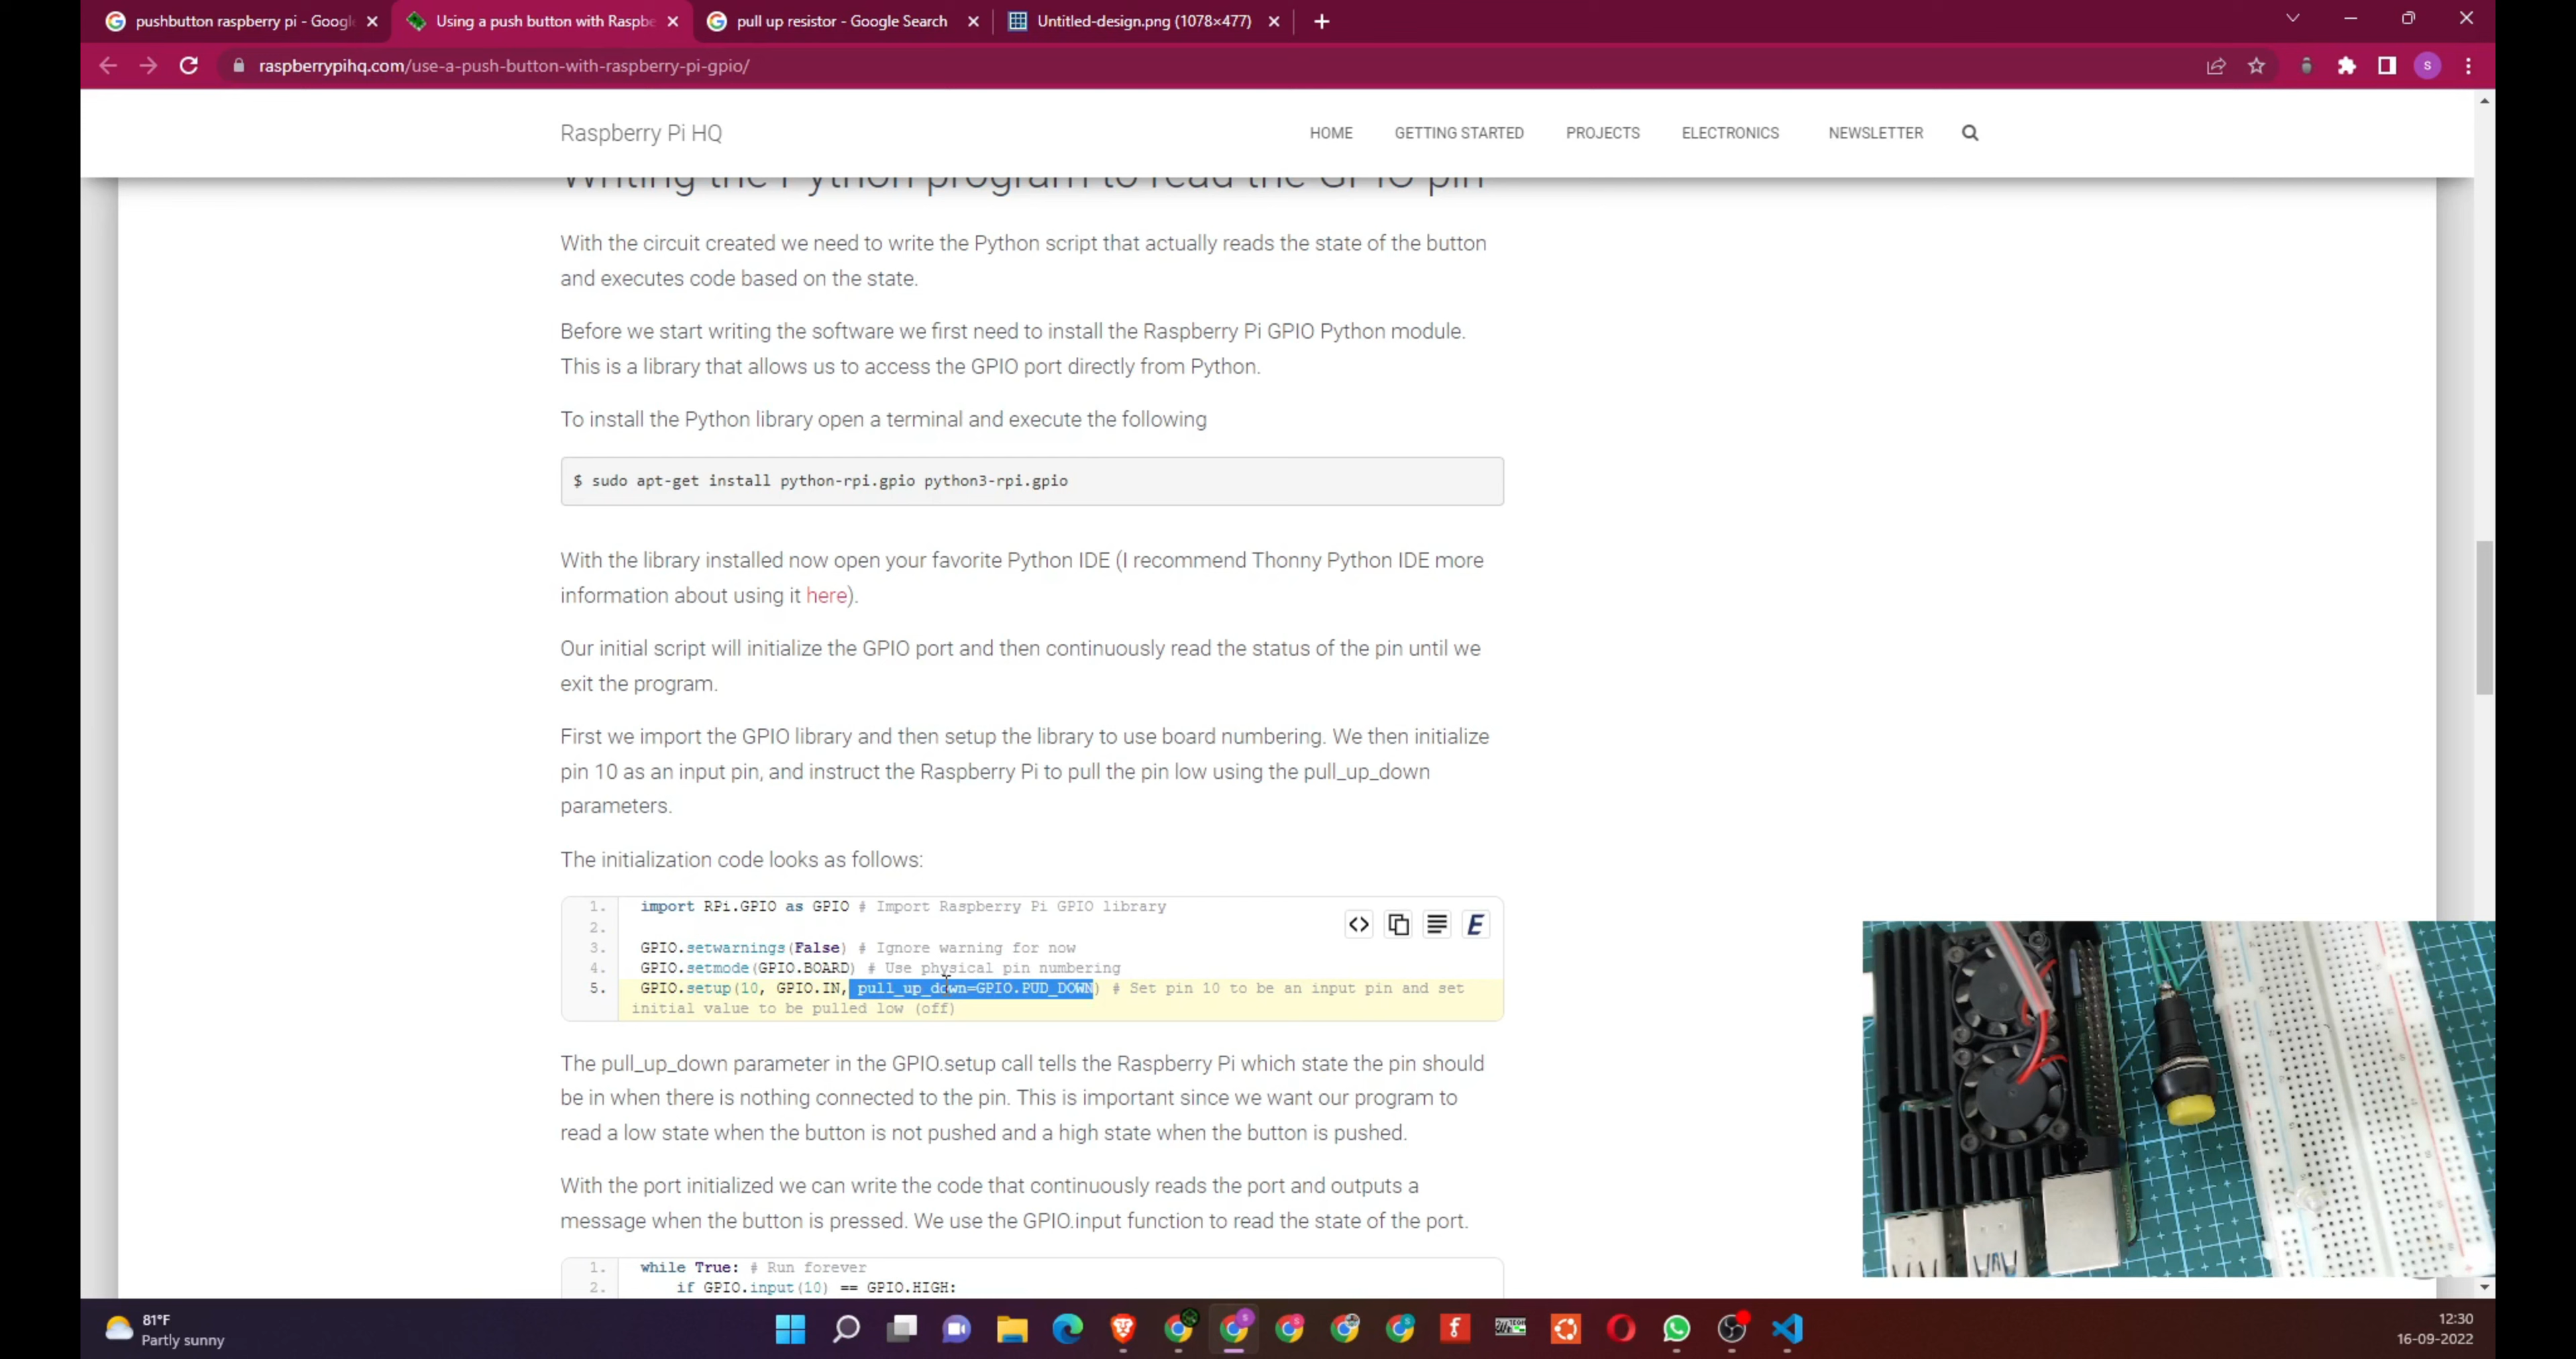 pushbutton raspberry pi - Googl
Using a push button with Raspbe
pull up resistor - Google Search
Untitled-design.png (1078×477)
raspberrypihq.com/use-a-push-button-with-raspberry-pi-gpio/
S
Raspberry Pi HQ
HOME
GETTING STARTED
PROJECTS
ELECTRONICS
NEWSLETTER
Writing the Python program to read the GPIO pin
With the circuit created we need to write the Python script that actually reads the state of the button
and executes code based on the state.
Before we start writing the software we first need to install the Raspberry Pi GPIO Python module.
This is a library that allows us to access the GPIO port directly from Python.
To install the Python library open a terminal and execute the following
$ sudo apt-get install python-rpi.gpio python3-rpi.gpio
With the library installed now open your favorite Python IDE (I recommend Thonny Python IDE more
information about using it here).
Our initial script will initialize the GPIO port and then continuously read the status of the pin until we
exit the program.
First we import the GPIO library and then setup the library to use board numbering. We then initialize
pin 10 as an input pin, and instruct the Raspberry Pi to pull the pin low using the pull_up_down
parameters.
The initialization code looks as follows:
1. import RPi.GPIO as GPIO # Import Raspberry Pi GPIO library
2.
3. GPIO.setwarnings(False) # Ignore warning for now
4. GPIO.setmode(GPIO.BOARD) # Use physical pin numbering
5. GPIO.setup(10, GPIO.IN, pull_up_down=GPIO.PUD_DOWN) # Set pin 10 to be an input pin and set
initial value to be pulled low (off)
The pull_up_down parameter in the GPIO.setup call tells the Raspberry Pi which state the pin should
be in when there is nothing connected to the pin. This is important since we want our program to
read a low state when the button is not pushed and a high state when the button is pushed.
With the port initialized we can write the code that continuously reads the port and outputs a
message when the button is pressed. We use the GPIO.input function to read the state of the port.
1. while True: # Run forever
2. if GPIO.input(10) == GPIO.HIGH:
81°F
Partly sunny
12:30
16-09-2022